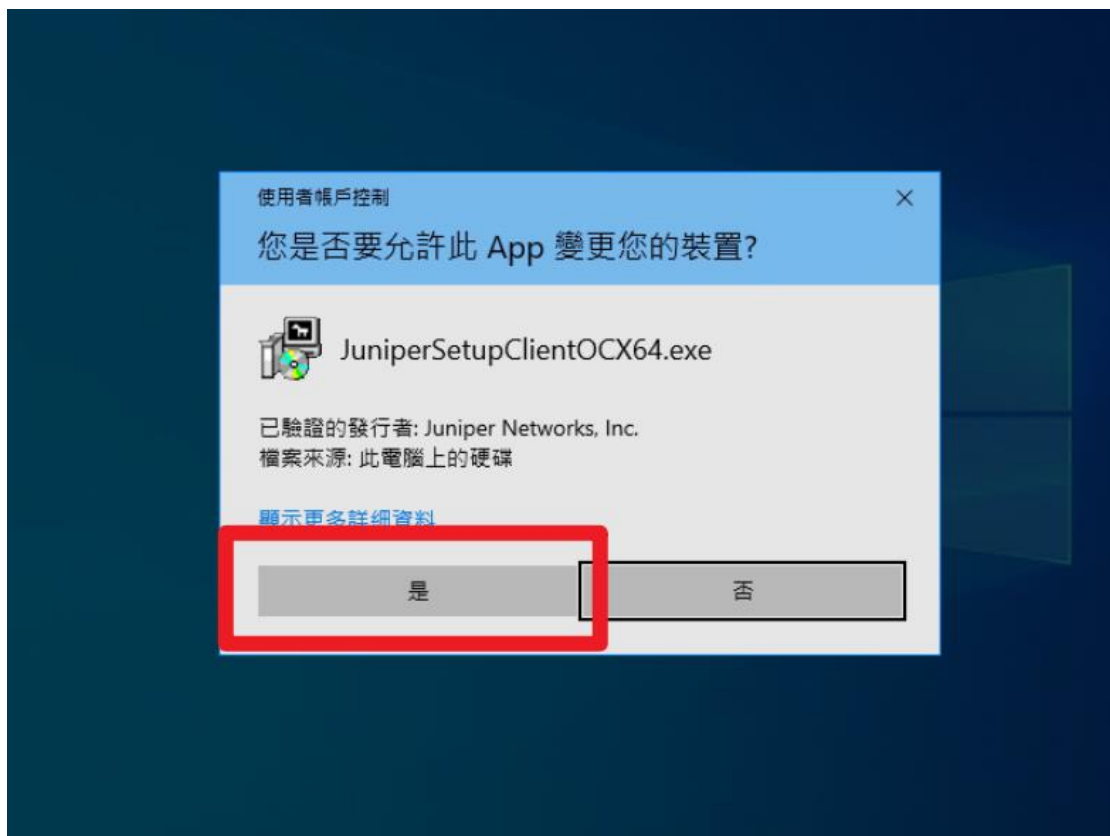 使用者帳戶控制
您是否要允許此 App 變更您的裝置?
JuniperSetupClientOCX64.exe
已驗證的發行者: Juniper Networks, Inc.
檔案來源: 此電腦上的硬碟
顯示更多詳細資料
是
否